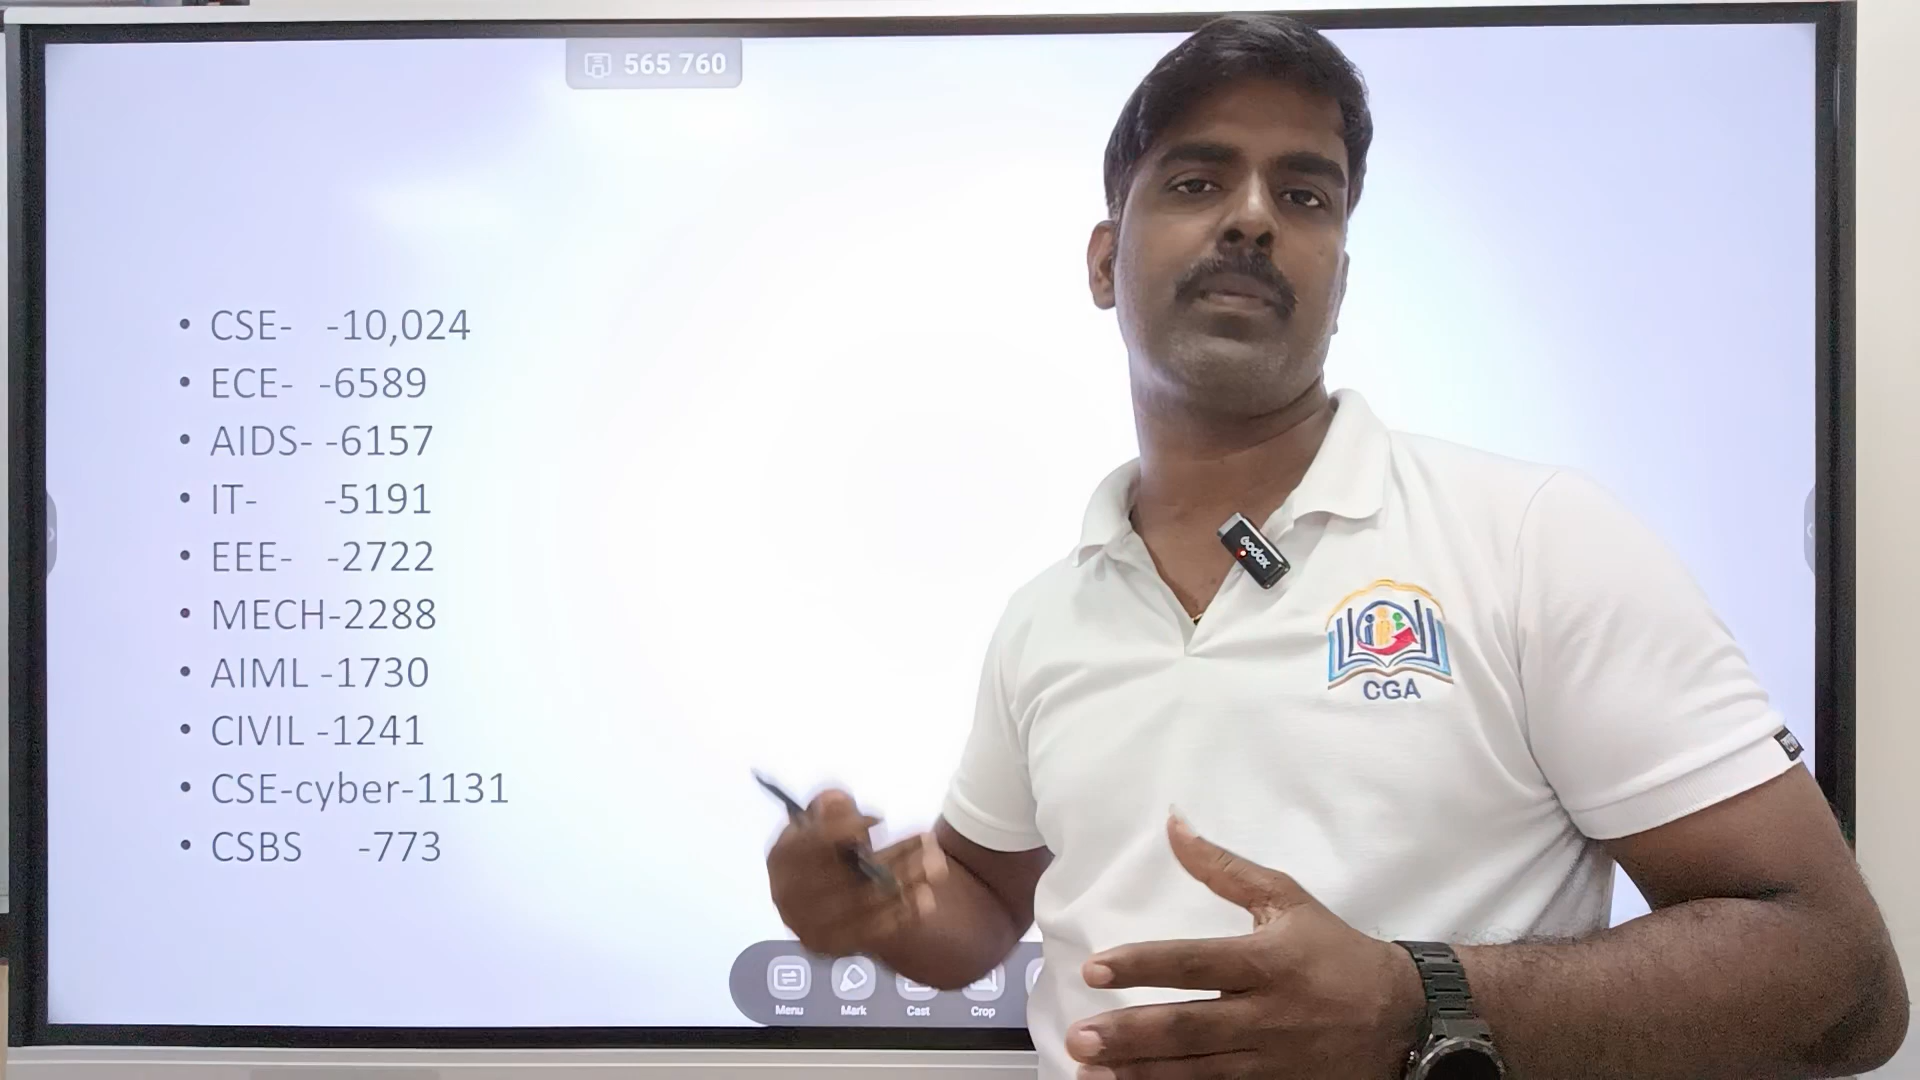 565 760
• CSE- -10,024
• ECE- -6589
• AIDS- -6157
• IT- -5191
• EEE- -2722
• MECH-2288
• AIML -1730
• CIVIL -1241
• CSE-cyber-1131
• CSBS -773
Godox
CGA
Menu Mark Cast Crop